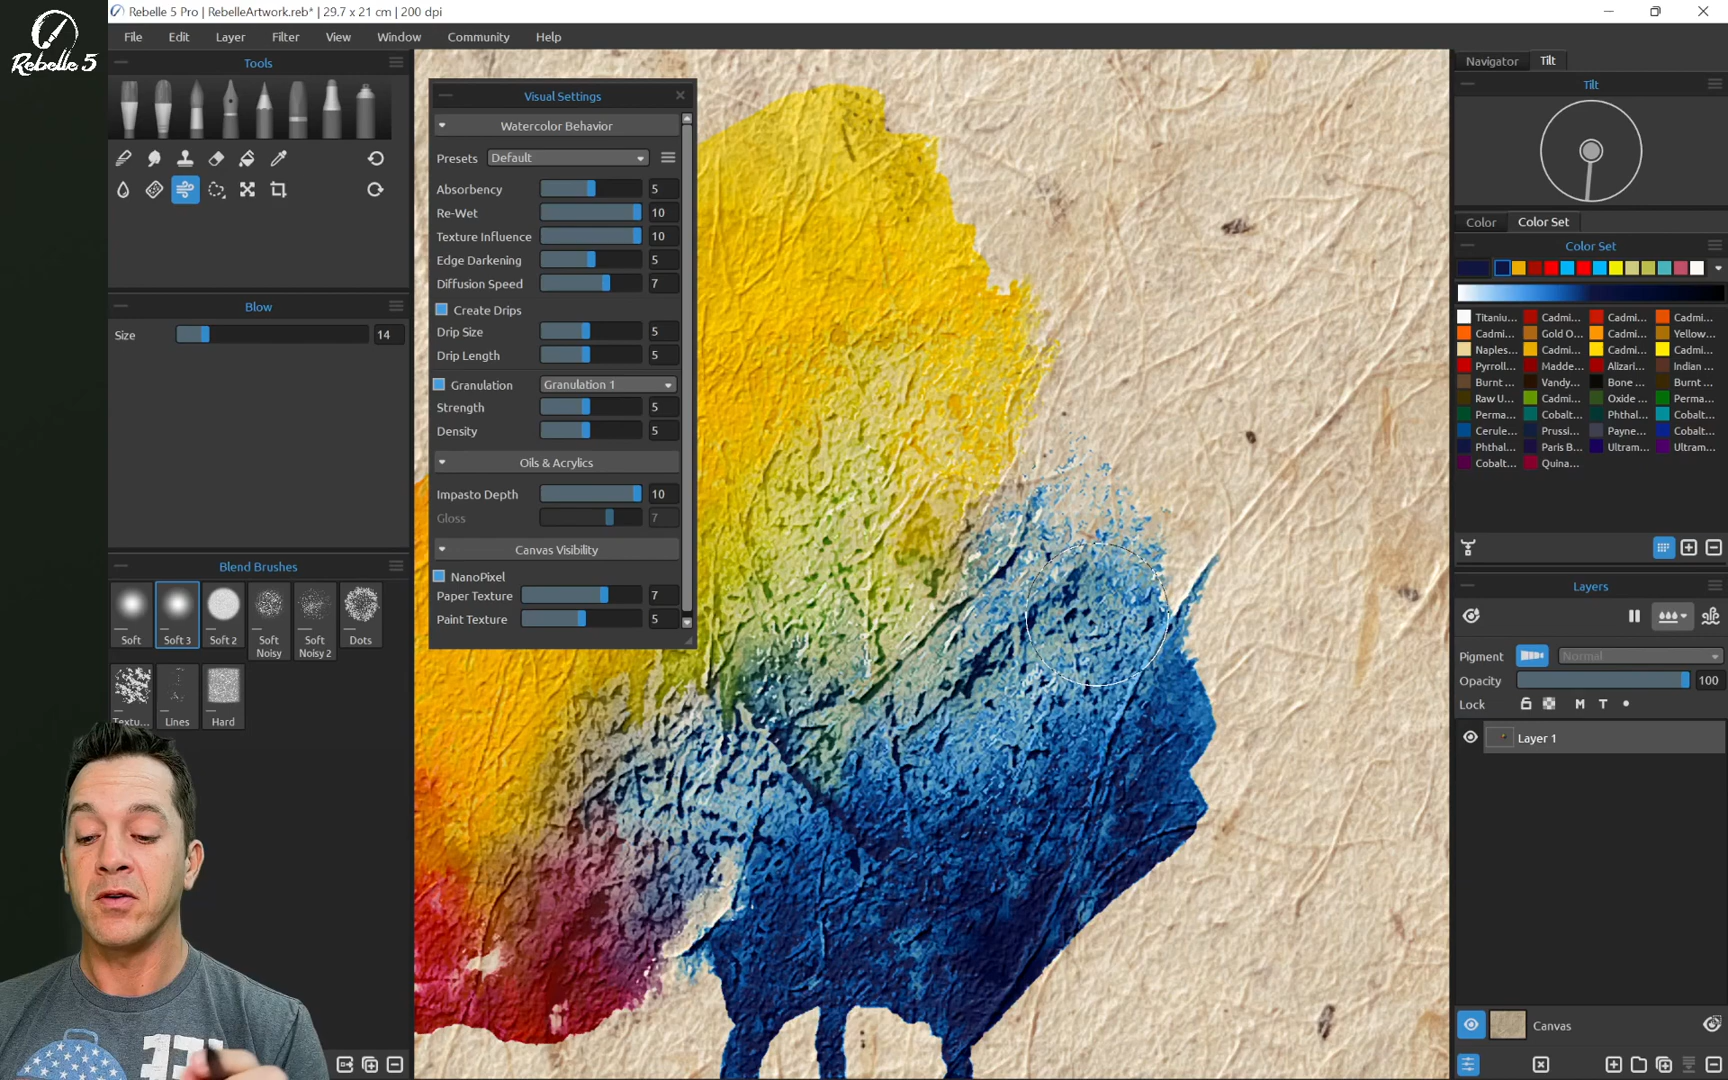 Rebelle 5 Pro | RebelleArtwork.reb* | 29.7 x 21 cm | 200 dpi
Rebelle 5
File Edit Layer Filter View Window Community Help
Tools
Blow
Size 14
Blend Brushes
Soft Soft 3 Soft 2 Soft Noisy Soft Noisy 2 Dots
Textu... Lines Hard
Visual Settings
Watercolor Behavior
Presets Default
Absorbency 5
Re-Wet 10
Texture Influence 10
Edge Darkening 5
Diffusion Speed 7
Create Drips
Drip Size 5
Drip Length 5
Granulation Granulation 1
Strength 5
Density 5
Oils & Acrylics
Impasto Depth 10
Gloss 7
Canvas Visibility
NanoPixel
Paper Texture 7
Paint Texture 5
Navigator Tilt
Tilt
Color Color Set
Color Set
Titaniu... Cadmi... Cadmi... Cadmi...
Cadmi... Gold O... Cadmi... Yellow...
Naples... Cadmi... Cadmi... Cadmi...
Pyrroll... Madde... Alizari... Indian ...
Burnt ... Vandy... Bone ... Burnt ...
Raw U... Cadmi... Oxide ... Perma...
Perma... Cobalt... Phthal... Cobalt...
Cerule... Prussi... Payne... Cobalt...
Phthal... Paris B... Ultram... Ultram...
Cobalt... Quina...
Layers
Pigment Normal
Opacity 100
Lock M T
Layer 1
Canvas